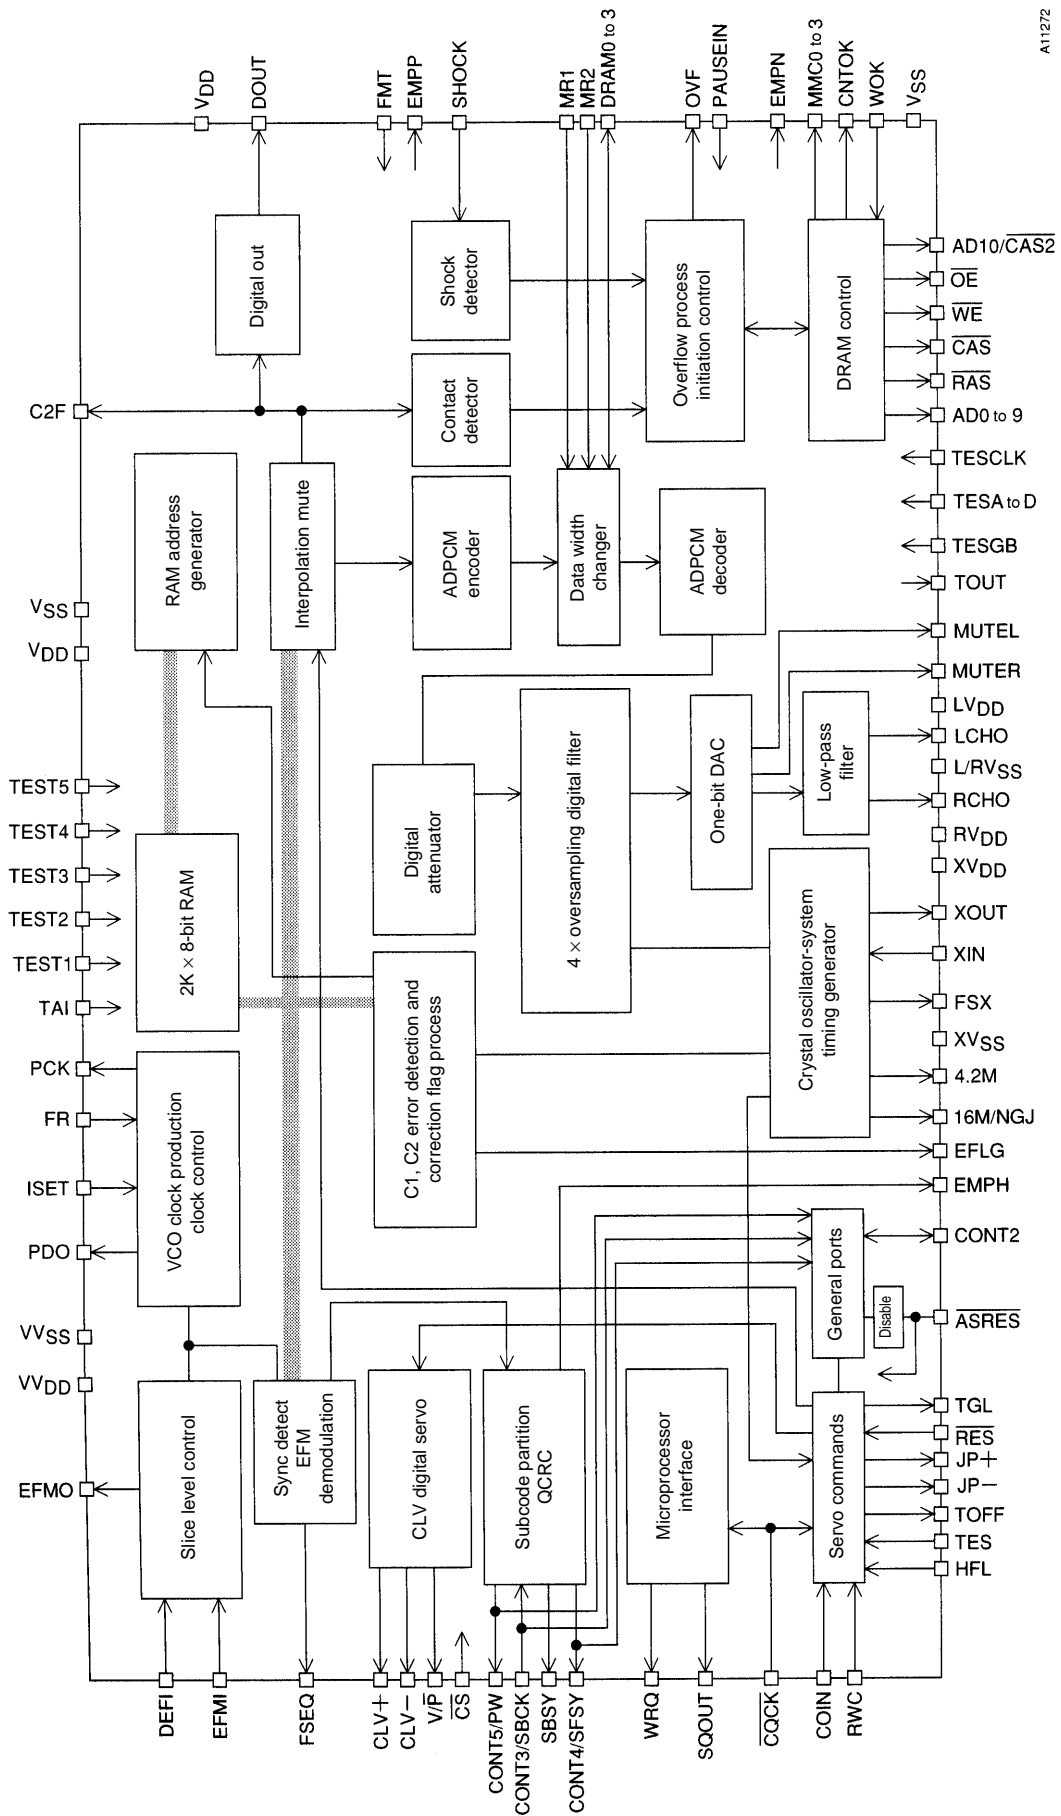 A11272
VDD
DOUT
FMT
EMPP
SHOCK
MR1
MR2
DRAM0 to 3
OVF
PAUSEIN
EMPN
MMC0 to 3
CNTOK
WOK
VSS
C2F
VSS
VDD
TEST5
TEST4
TEST3
TEST2
TEST1
TAI
PCK
FR
ISET
PDO
VVSS
VVDD
EFMO
Digital out
Shock
detector
Contact
detector
Overflow process
initiation control
DRAM control
RAM address
generator
Interpolation mute
ADPCM
encoder
Data width
changer
ADPCM
decoder
2K × 8-bit RAM
Digital
attenuator
4 × oversampling digital filter
One-bit DAC
Low-pass
filter
C1, C2 error detection and
correction flag process
Crystal oscillator-system
timing generator
VCO clock production
clock control
Slice level control
Sync detect
EFM
demodulation
CLV digital servo
Subcode partition
QCRC
Microprocessor
interface
General ports
Disable
Servo commands
AD10/CAS2
OE
WE
CAS
RAS
AD0 to 9
TESCLK
TESA to D
TESGB
TOUT
MUTEL
MUTER
LVDD
LCHO
L/RVSS
RCHO
RVDD
XVDD
XOUT
XIN
FSX
XVSS
4.2M
16M/NGJ
EFLG
EMPH
CONT2
ASRES
TGL
RES
JP+
JP−
TOFF
TES
HFL
DEFI
EFMI
FSEQ
CLV+
CLV−
V/P
CS
CONT5/PW
CONT3/SBCK
SBSY
CONT4/SFSY
WRQ
SQOUT
CQCK
COIN
RWC